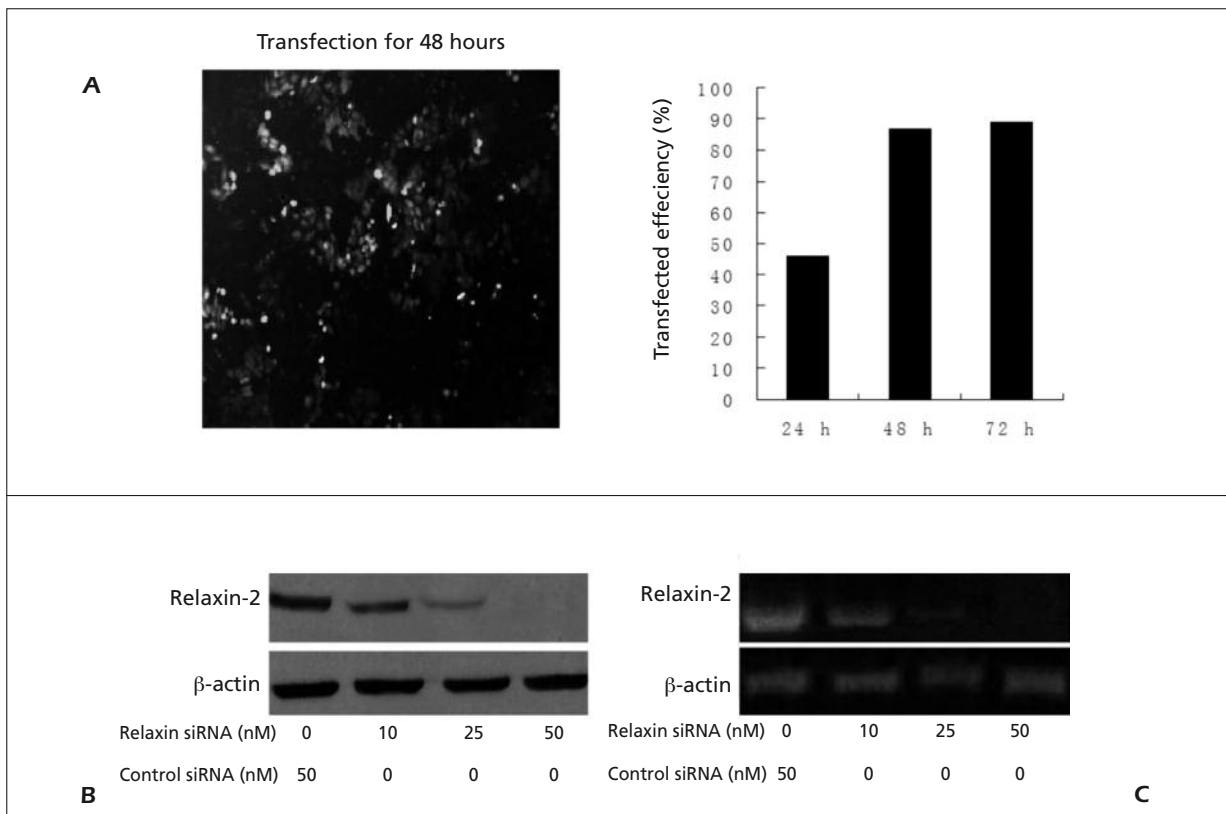 Transfection for 48 hours
A
Transfected effeciency (%)
100
90
80
70
60
50
40
30
20
10
0
24 h 48 h 72 h
Relaxin-2
β-actin
Relaxin siRNA (nM) 0 10 25 50
Control siRNA (nM) 50 0 0 0
B
Relaxin-2
β-actin
Relaxin siRNA (nM) 0 10 25 50
Control siRNA (nM) 50 0 0 0
C